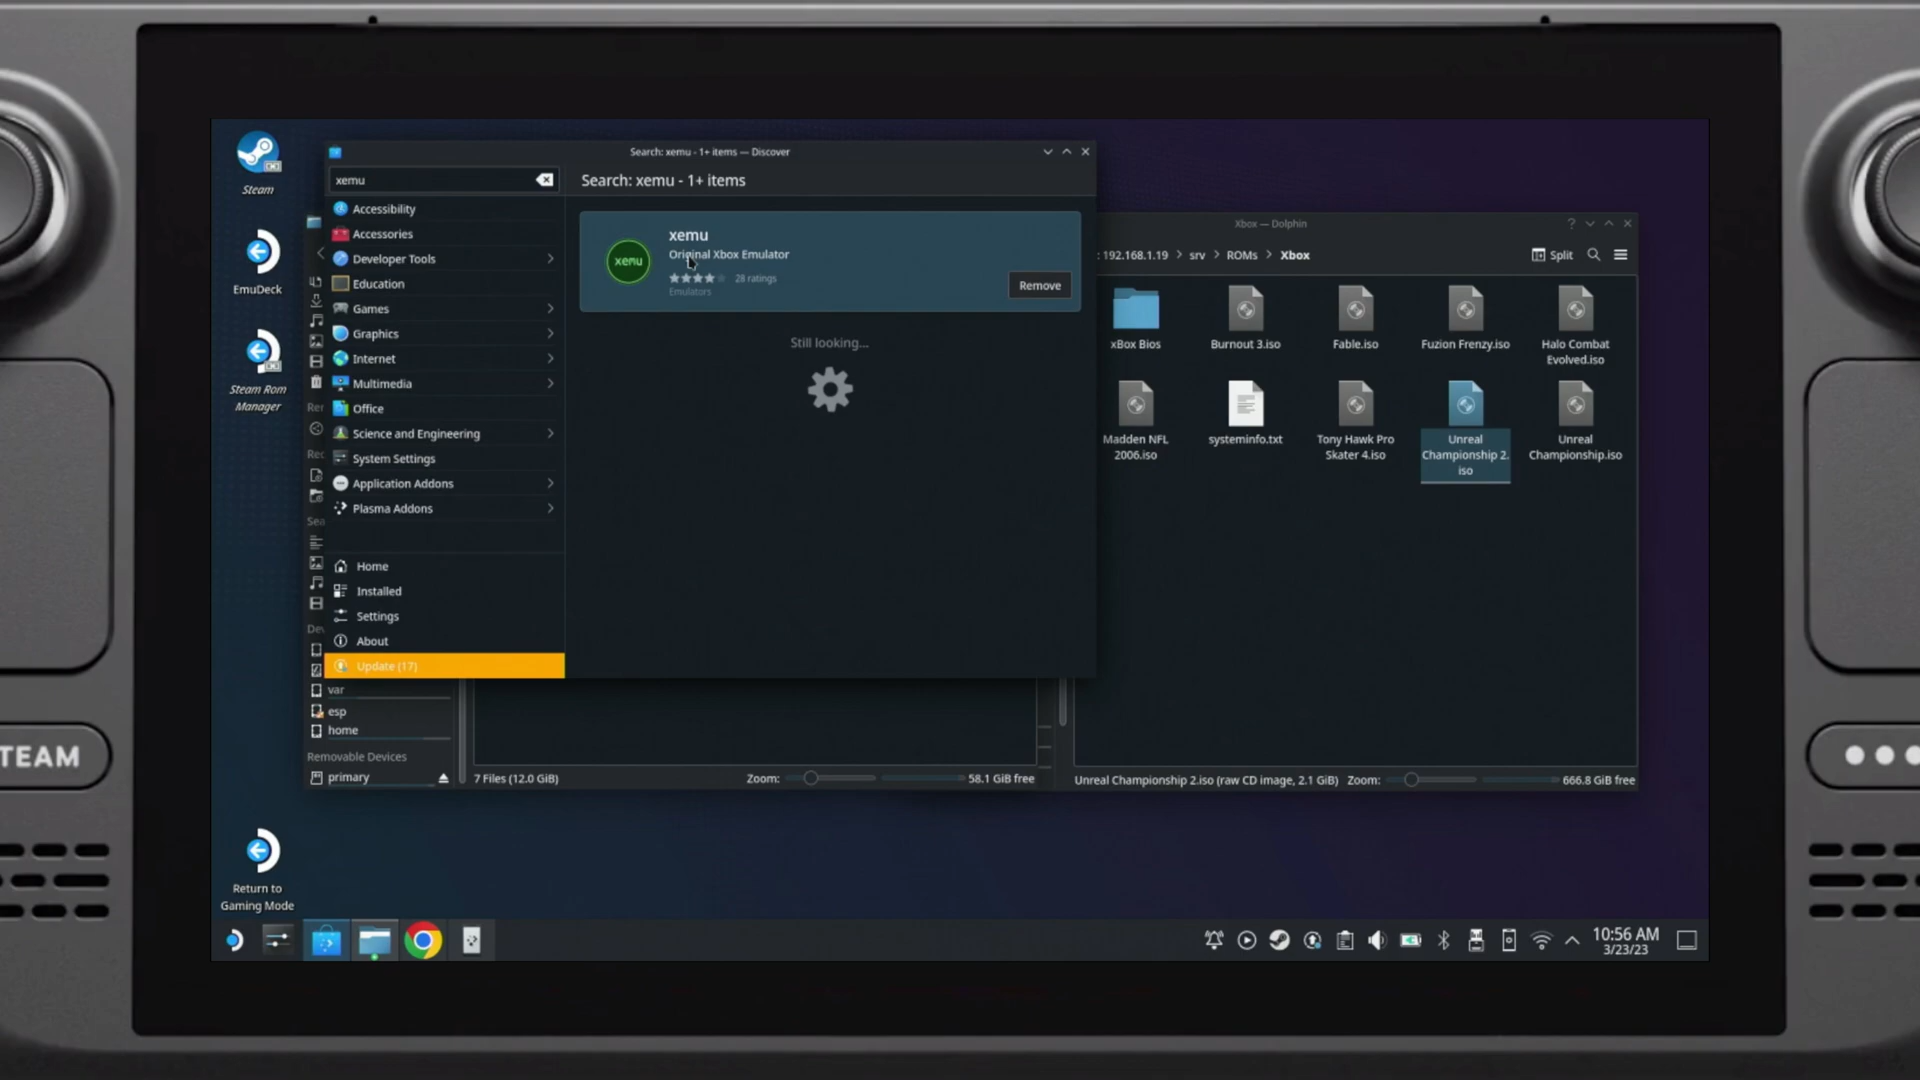 Steam
EmuDeck
Steam Rom
Manager
Return to
Gaming Mode
Search: xemu - 1+ items — Discover
xemu
Search: xemu - 1+ items
Accessibility
Accessories
Developer Tools
Education
Games
Graphics
Internet
Multimedia
Office
Science and Engineering
System Settings
Application Addons
Plasma Addons
Home
Installed
Settings
About
Update (17)
xemu
xemu
Original Xbox Emulator
28 ratings
Emulators
Remove
Still looking...
Rer
Rec
Sea
De
var
esp
home
Removable Devices
primary
7 Files (12.0 GiB)
Zoom:
58.1 GiB free
Xbox — Dolphin
: 192.168.1.19 > srv > ROMs > Xbox
Split
xBox Bios
Burnout 3.iso
Fable.iso
Fuzion Frenzy.iso
Halo Combat
Evolved.iso
Madden NFL
2006.iso
systeminfo.txt
Tony Hawk Pro
Skater 4.iso
Unreal
Championship 2.
iso
Unreal
Championship.iso
Unreal Championship 2.iso (raw CD image, 2.1 GiB)
Zoom:
666.8 GiB free
10:56 AM
3/23/23
TEAM